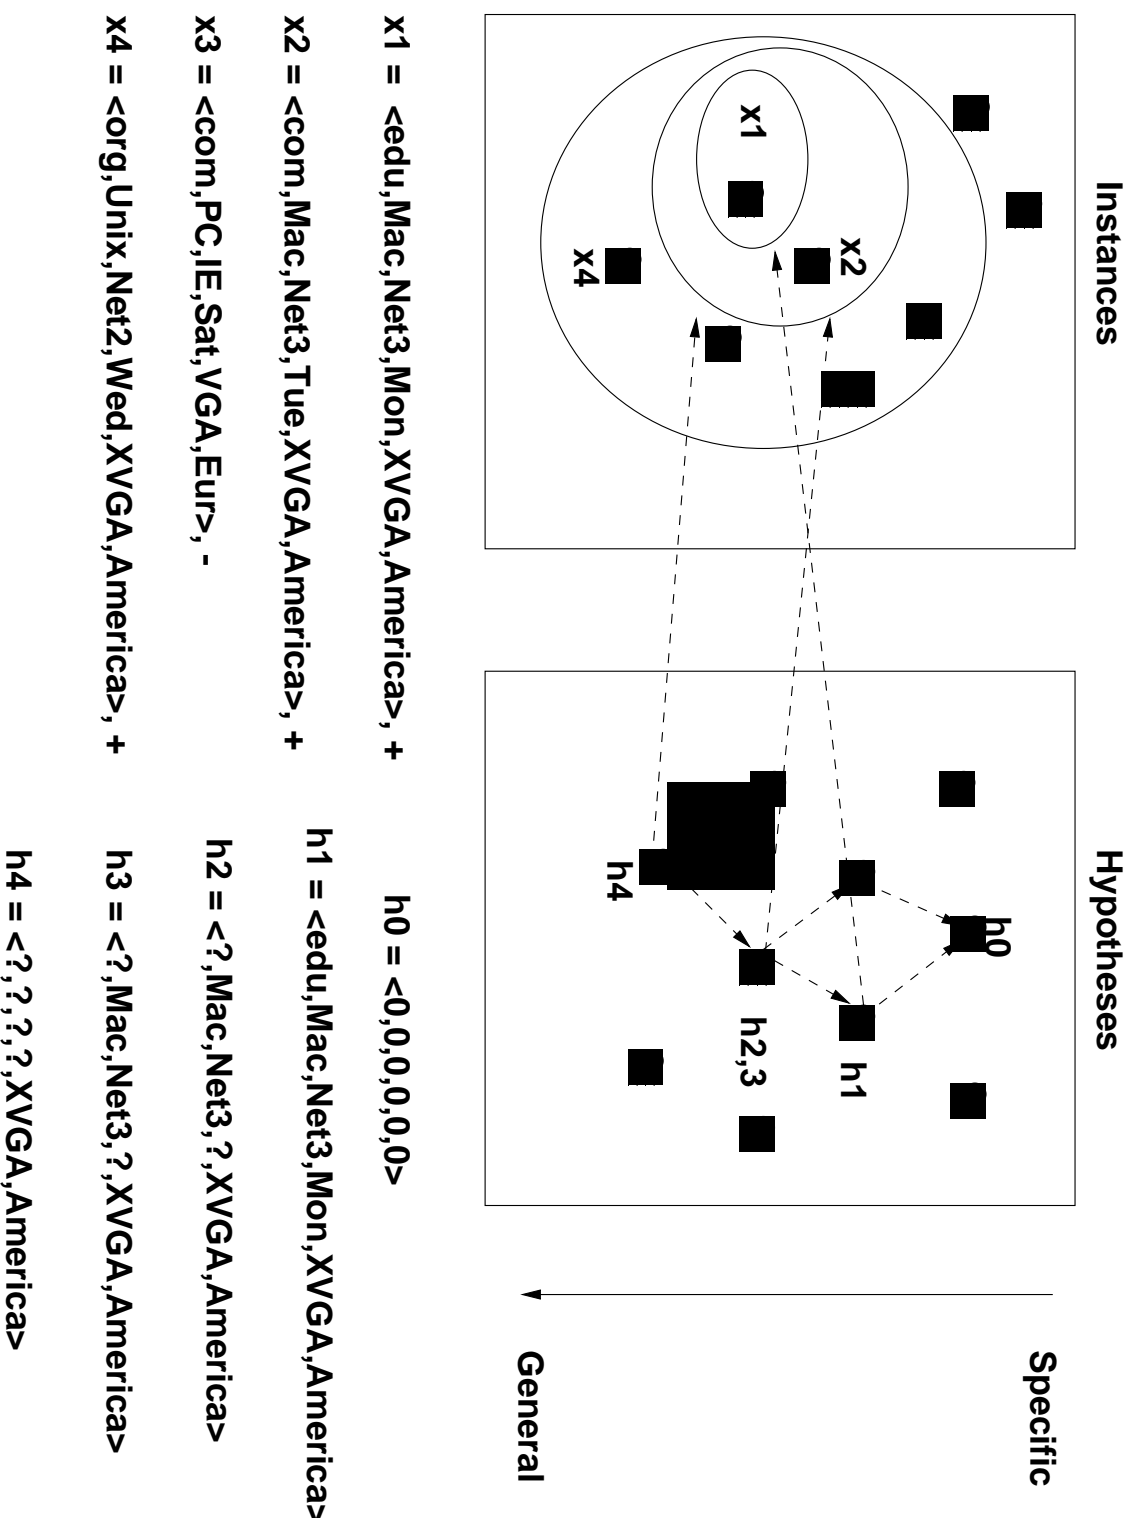 Instances
Hypotheses
Specific
General
x1
x2
x4
h0
h1
h2,3
h4
x1 = <edu,Mac,Net3,Mon,XVGA,America>, +
x2 = <com,Mac,Net3,Tue,XVGA,America>, +
x3 = <com,PC,IE,Sat,VGA,Eur>, -
x4 = <org,Unix,Net2,Wed,XVGA,America>, +
h0 = <0,0,0,0,0,0>
h1 = <edu,Mac,Net3,Mon,XVGA,America>
h2 = <?,Mac,Net3,?,XVGA,America>
h3 = <?,Mac,Net3,?,XVGA,America>
h4 = <?,?,?,?,XVGA,America>